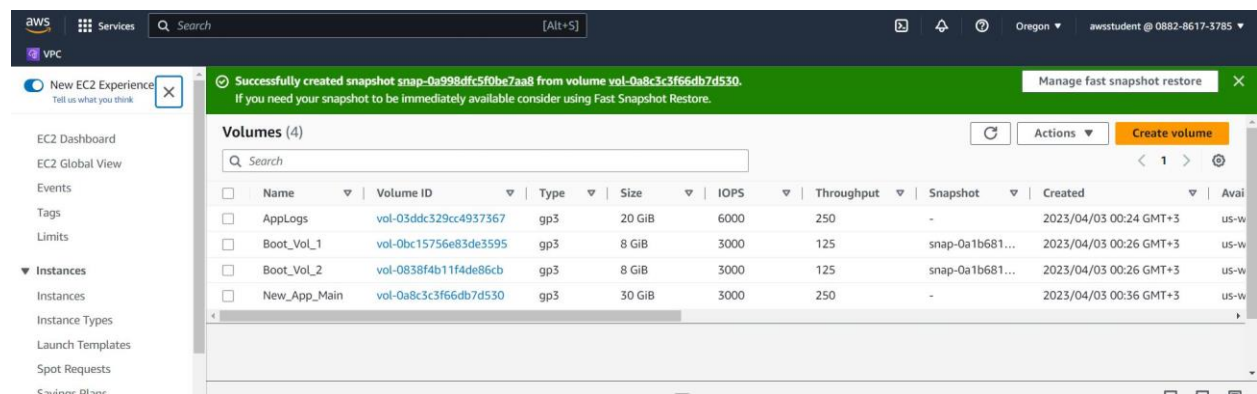 aws Services Search [Alt+S] Oregon awsstudent @ 0882-8617-3785
VPC
New EC2 Experience
Tell us what you think
EC2 Dashboard
EC2 Global View
Events
Tags
Limits
Instances
Instances
Instance Types
Launch Templates
Spot Requests
Savings Plans
Successfully created snapshot snap-0a998dfc5f0be7aa8 from volume vol-0a8c3c3f66db7d530.
If you need your snapshot to be immediately available consider using Fast Snapshot Restore.
Manage fast snapshot restore
Volumes (4) Actions Create volume
Search 1
Name Volume ID Type Size IOPS Throughput Snapshot Created Avai
AppLogs vol-03ddc329cc4937367 gp3 20 GiB 6000 250 - 2023/04/03 00:24 GMT+3 us-w
Boot_Vol_1 vol-0bc15756e83de3595 gp3 8 GiB 3000 125 snap-0a1b681... 2023/04/03 00:26 GMT+3 us-w
Boot_Vol_2 vol-0838f4b11f4de86cb gp3 8 GiB 3000 125 snap-0a1b681... 2023/04/03 00:26 GMT+3 us-w
New_App_Main vol-0a8c3c3f66db7d530 gp3 30 GiB 3000 250 - 2023/04/03 00:36 GMT+3 us-w